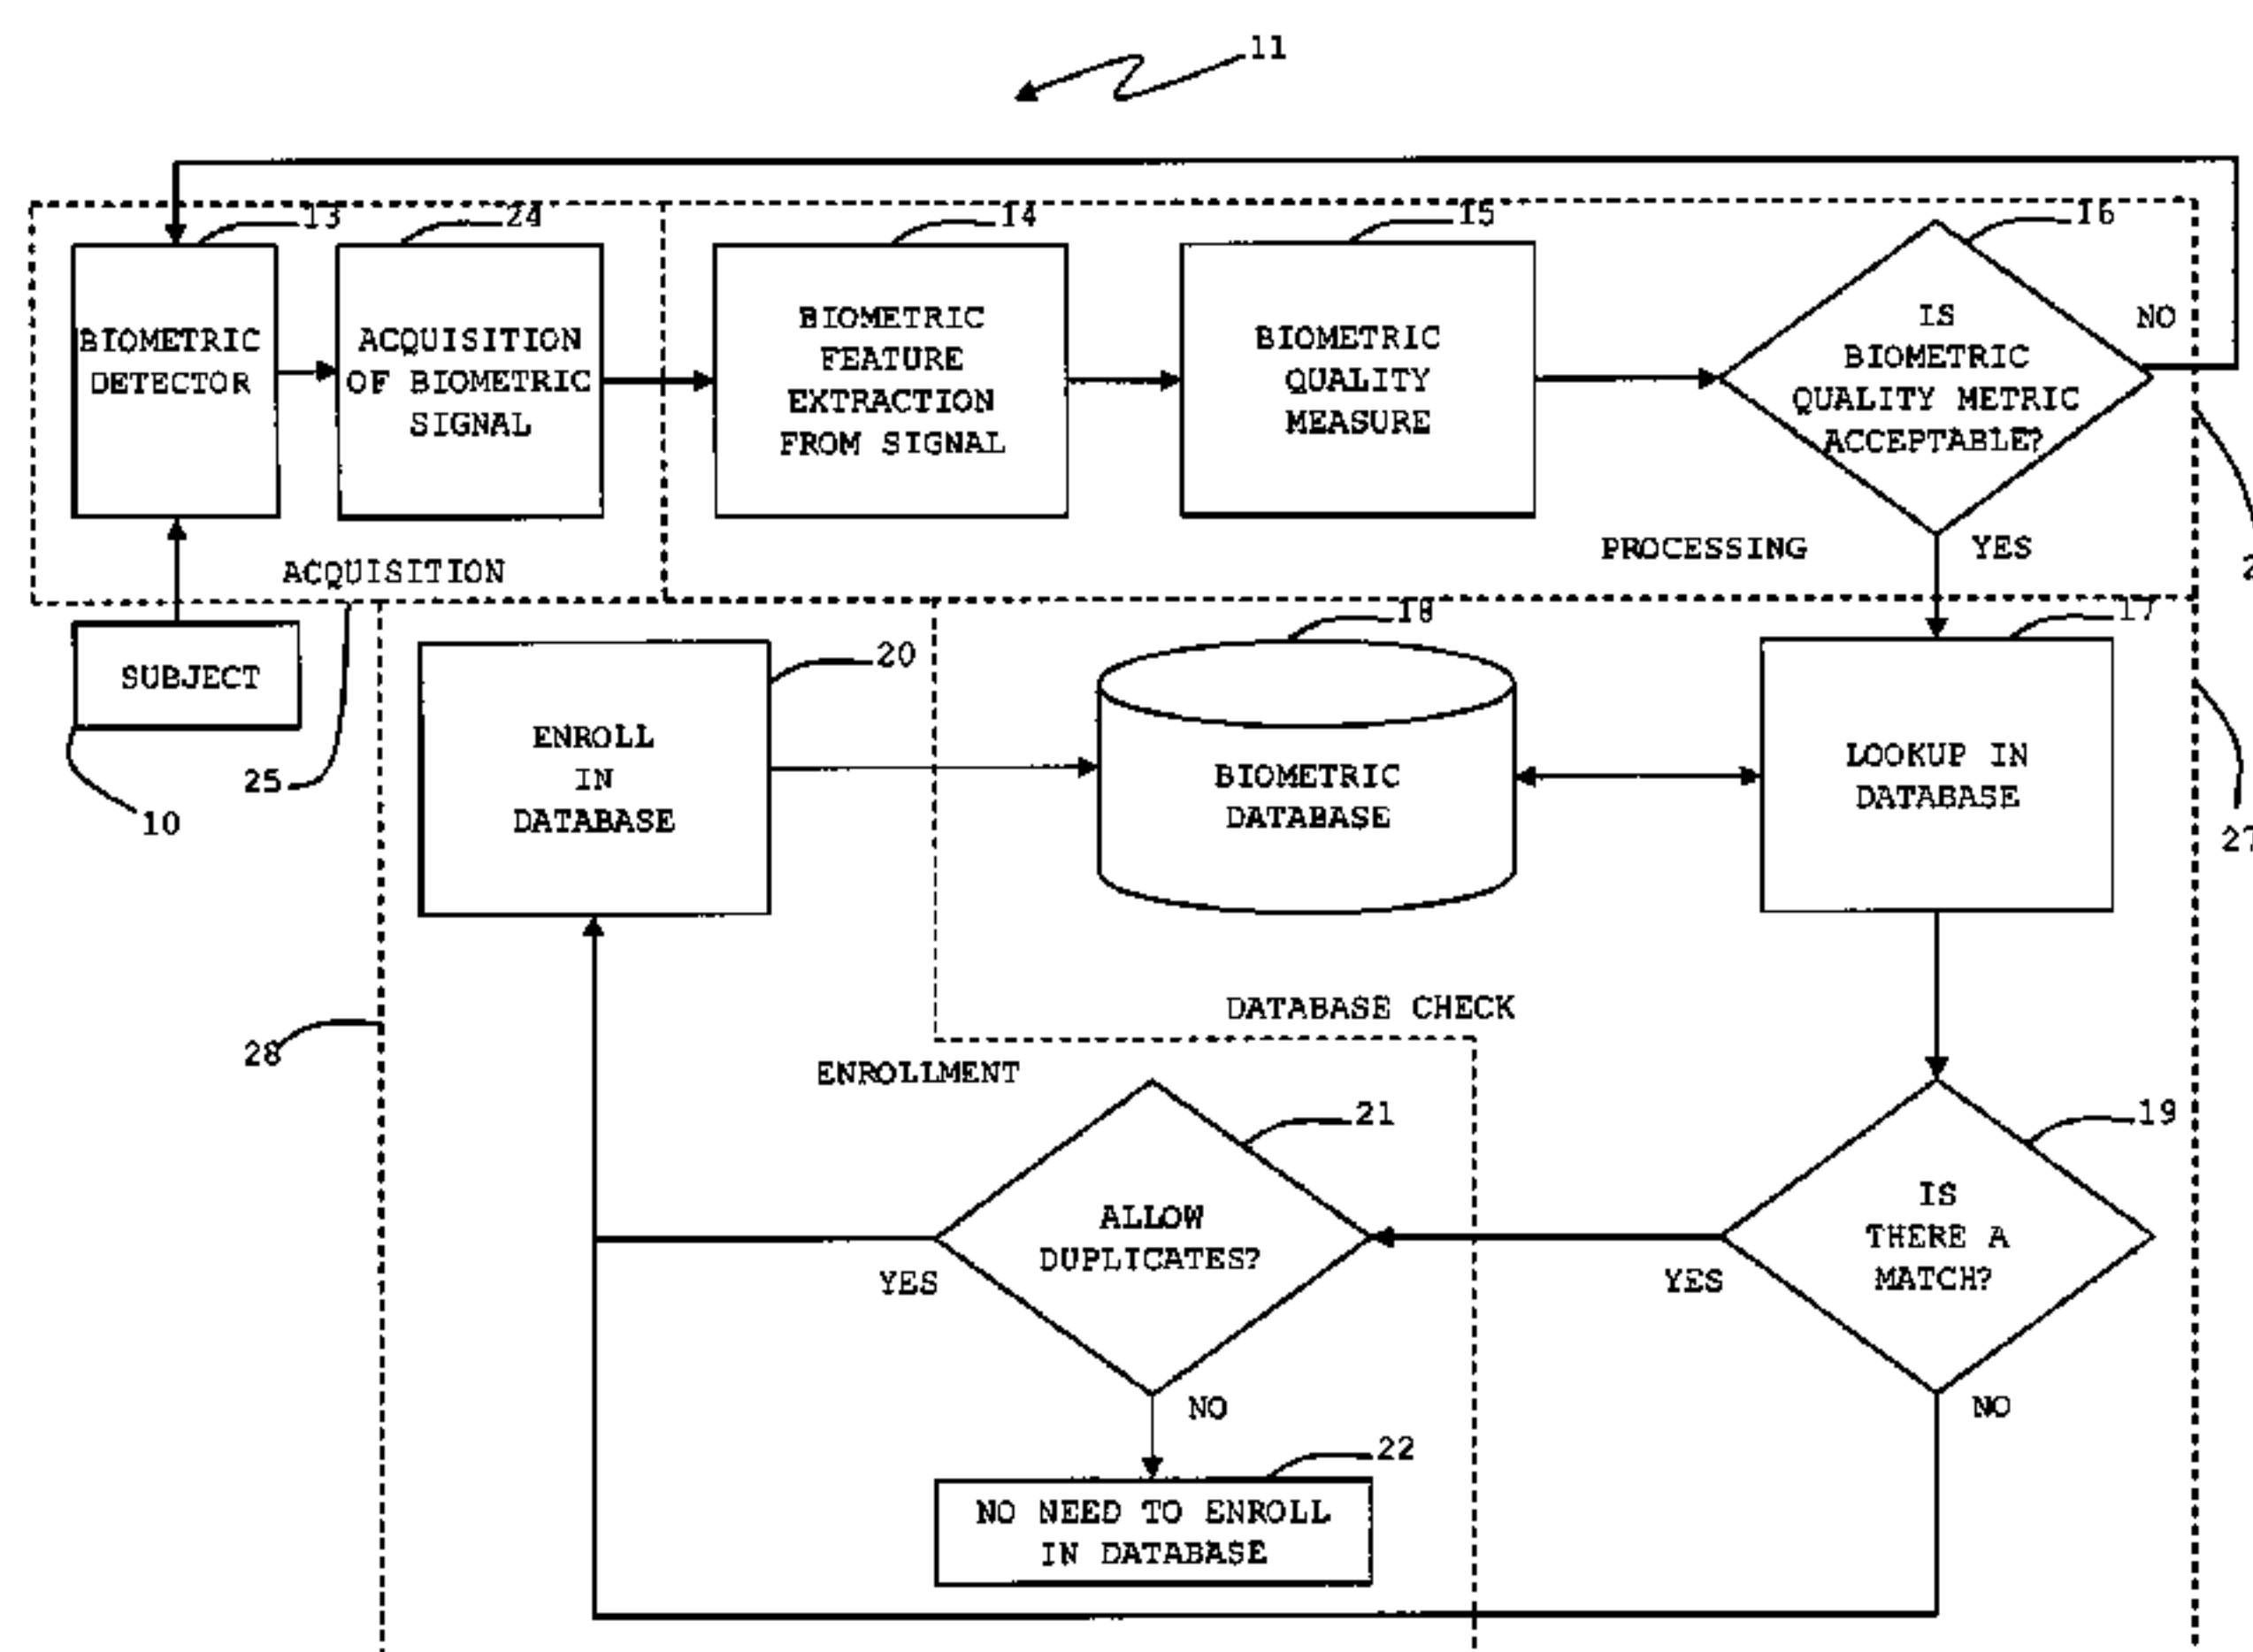 11
13
24
14
15
16
BIOMETRIC
DETECTOR
ACQUISITION
OF BIOMETRIC
SIGNAL
BIOMETRIC
FEATURE
EXTRACTION
FROM SIGNAL
BIOMETRIC
QUALITY
MEASURE
IS
BIOMETRIC
QUALITY METRIC
ACCEPTABLE?
NO
YES
ACQUISITION
PROCESSING
SUBJECT
10
25
20
ENROLL
IN
DATABASE
18
BIOMETRIC
DATABASE
17
LOOKUP IN
DATABASE
27
DATABASE CHECK
28
ENROLLMENT
21
ALLOW
DUPLICATES?
YES
NO
19
IS
THERE A
MATCH?
YES
NO
22
NO NEED TO ENROLL
IN DATABASE